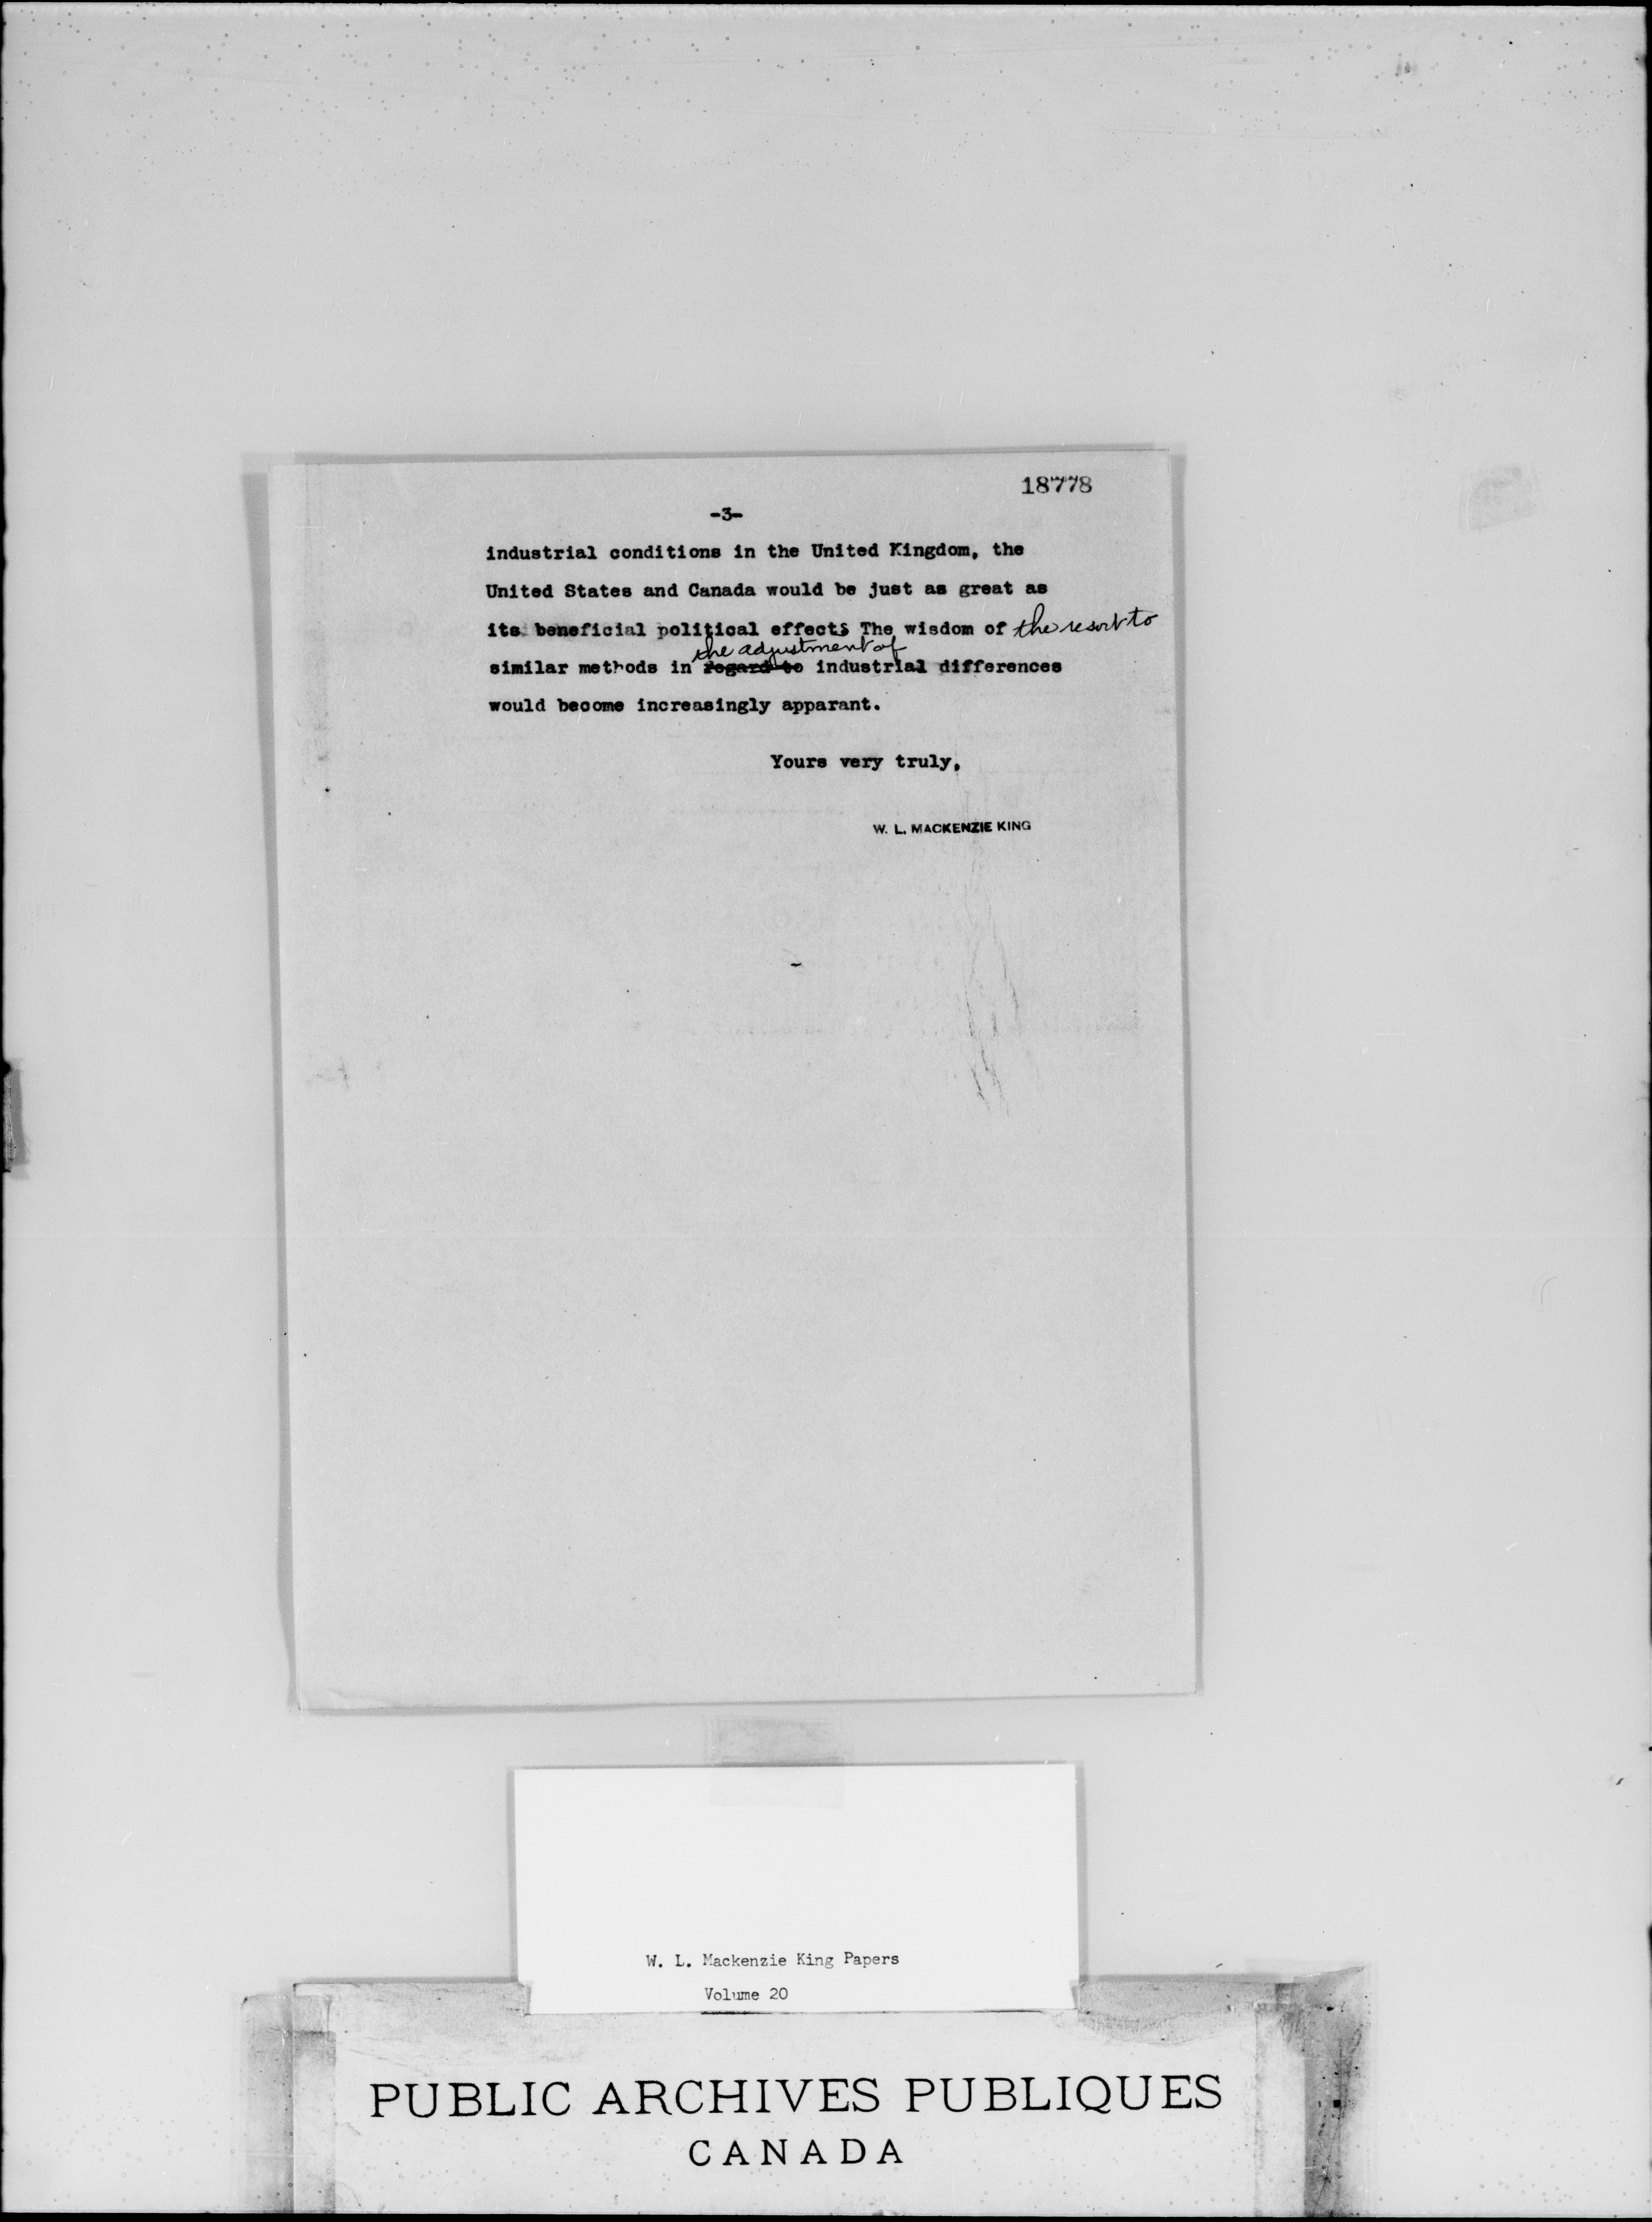 18778
-3-
industrial conditions in the United Kingdom, the
United States and Canada would be just as great as
its beneficial political effects The wisdom of the resort to
the adjustment of
similar methods in regard to industrial differences
would become increasingly apparant.
Yours very truly,
W. L. MACKENZIE KING
W. L. Mackenzie King Papers
Volume 20
PUBLIC ARCHIVES PUBLIQUES
CANADA